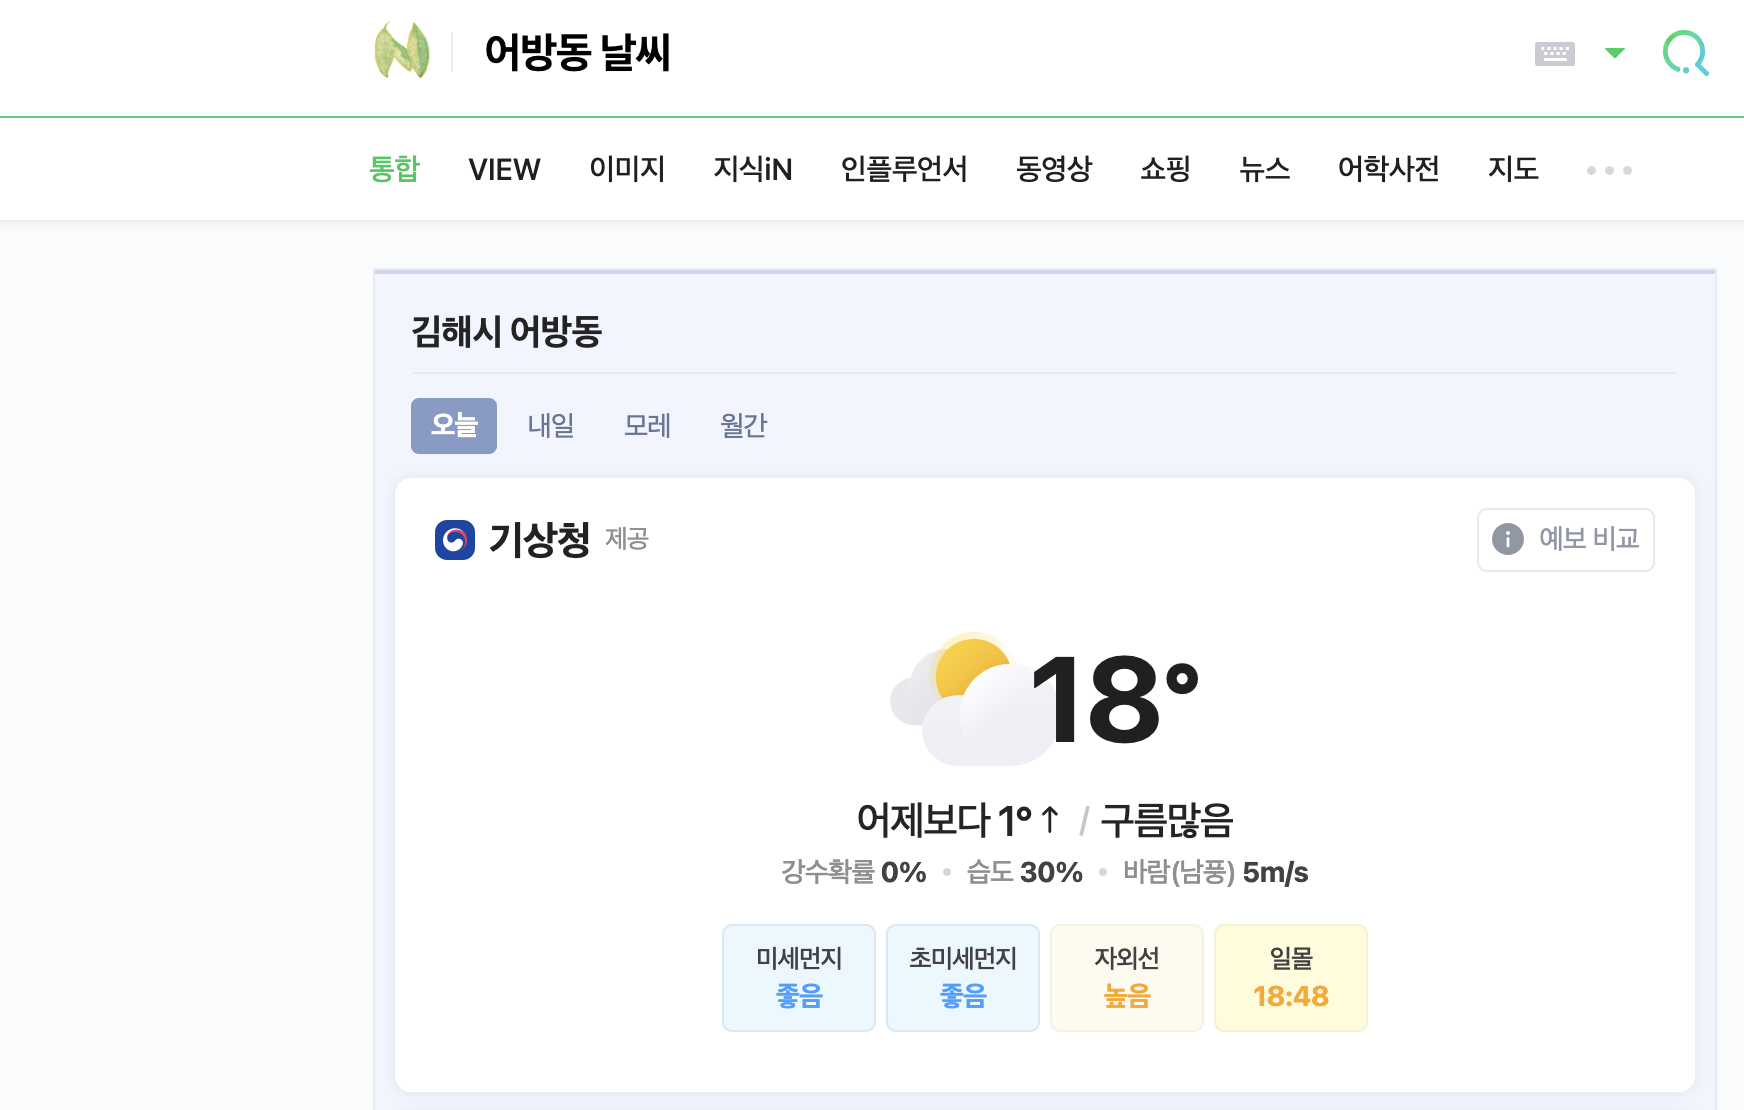 어방동 날씨
통합 VIEW 이미지 지식iN 인플루언서 동영상 쇼핑 뉴스 어학사전 지도
김해시 어방동
오늘 내일 모레 월간
기상청 제공 예보 비교
18°
어제보다 1° ↑ / 구름많음
강수확률 0% • 습도 30% • 바람(남풍) 5m/s
미세먼지 초미세먼지 자외선 일몰
좋음 좋음 높음 18:48